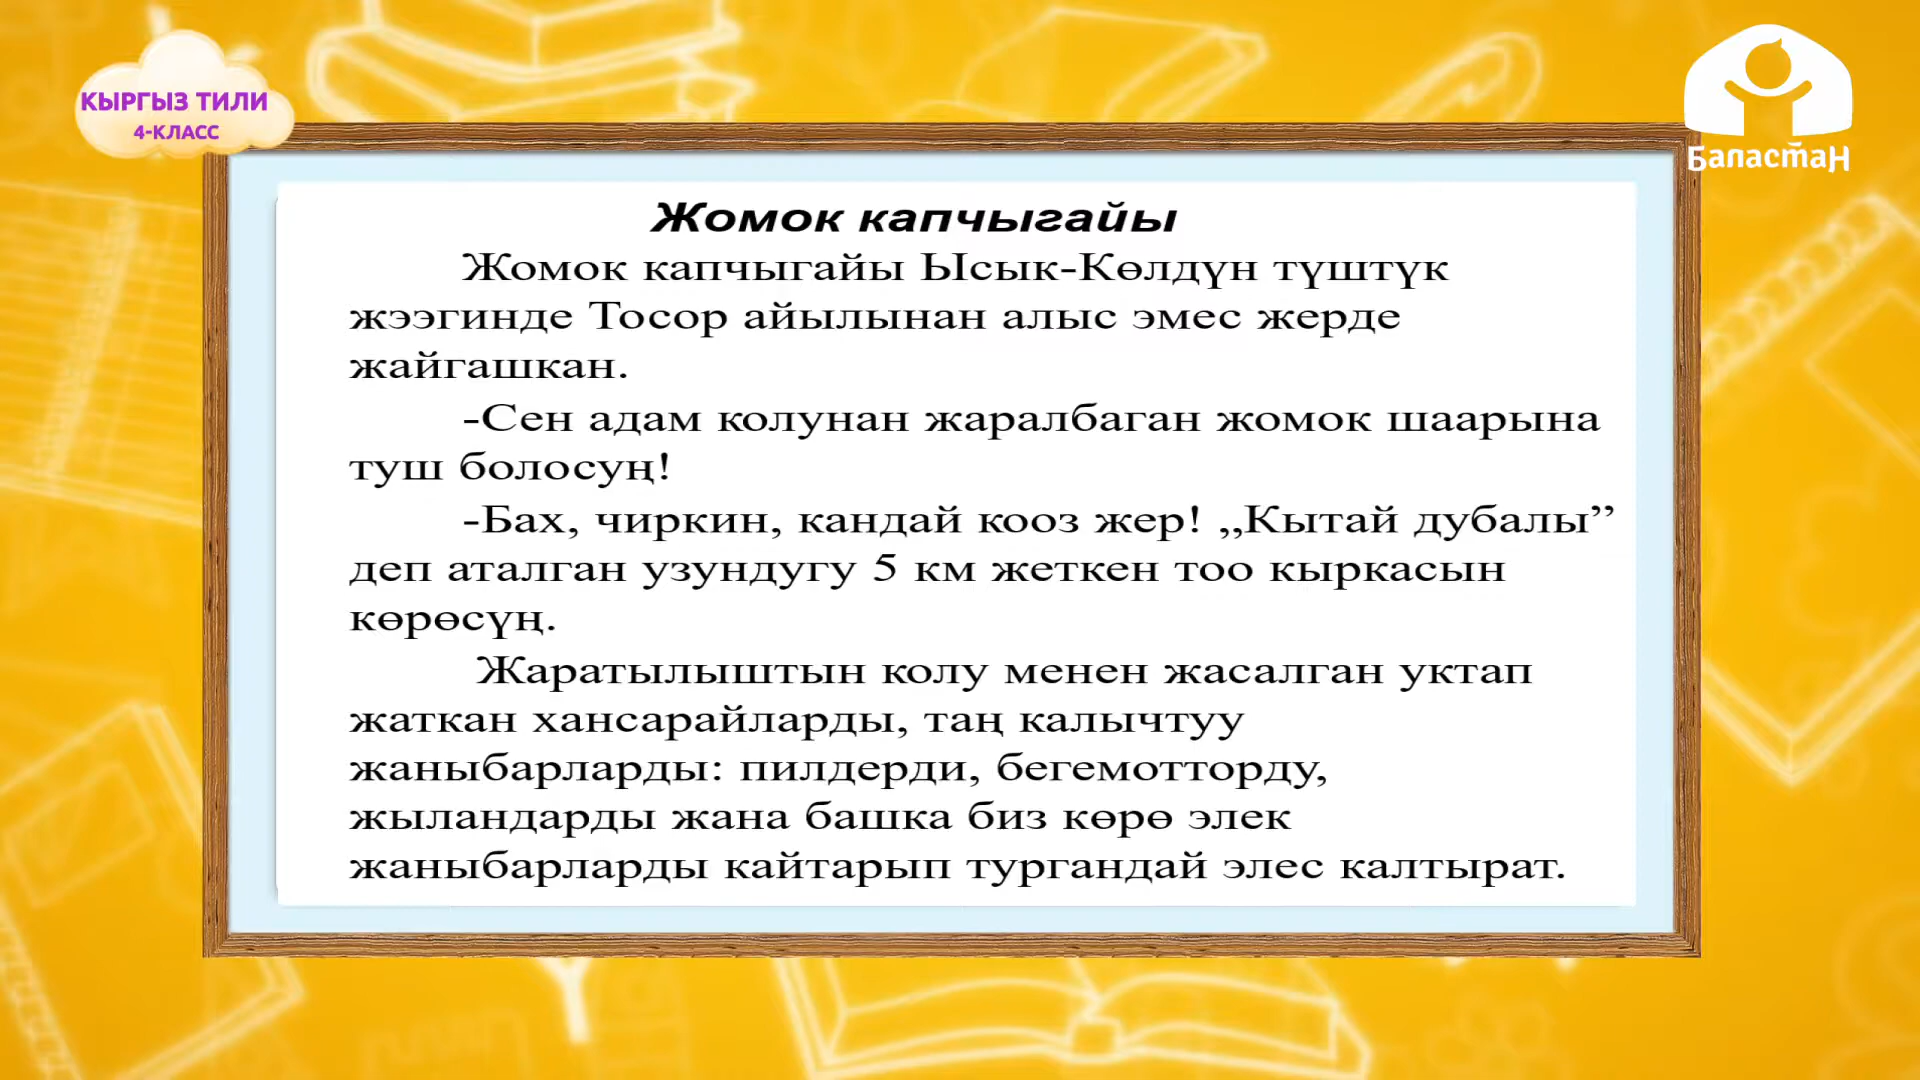 КЫРГЫЗ ТИЛИ
4-КЛАСС
Баластан
Жомок капчыгайы
Жомок капчыгайы Ысык-Көлдүн түштүк
жээгинде Тосор айылынан алыс эмес жерде
жайгашкан.
-Сен адам колунан жаралбаган жомок шаарына
туш болосуң!
-Бах, чиркин, кандай кооз жер! ,,Кытай дубалы”
деп аталган узундугу 5 км жеткен тоо кыркасын
көрөсүң.
Жаратылыштын колу менен жасалган уктап
жаткан хансарайларды, таң калычтуу
жаныбарларды: пилдерди, бегемотторду,
жыландарды жана башка биз көрө элек
жаныбарларды кайтарып тургандай элес калтырат.